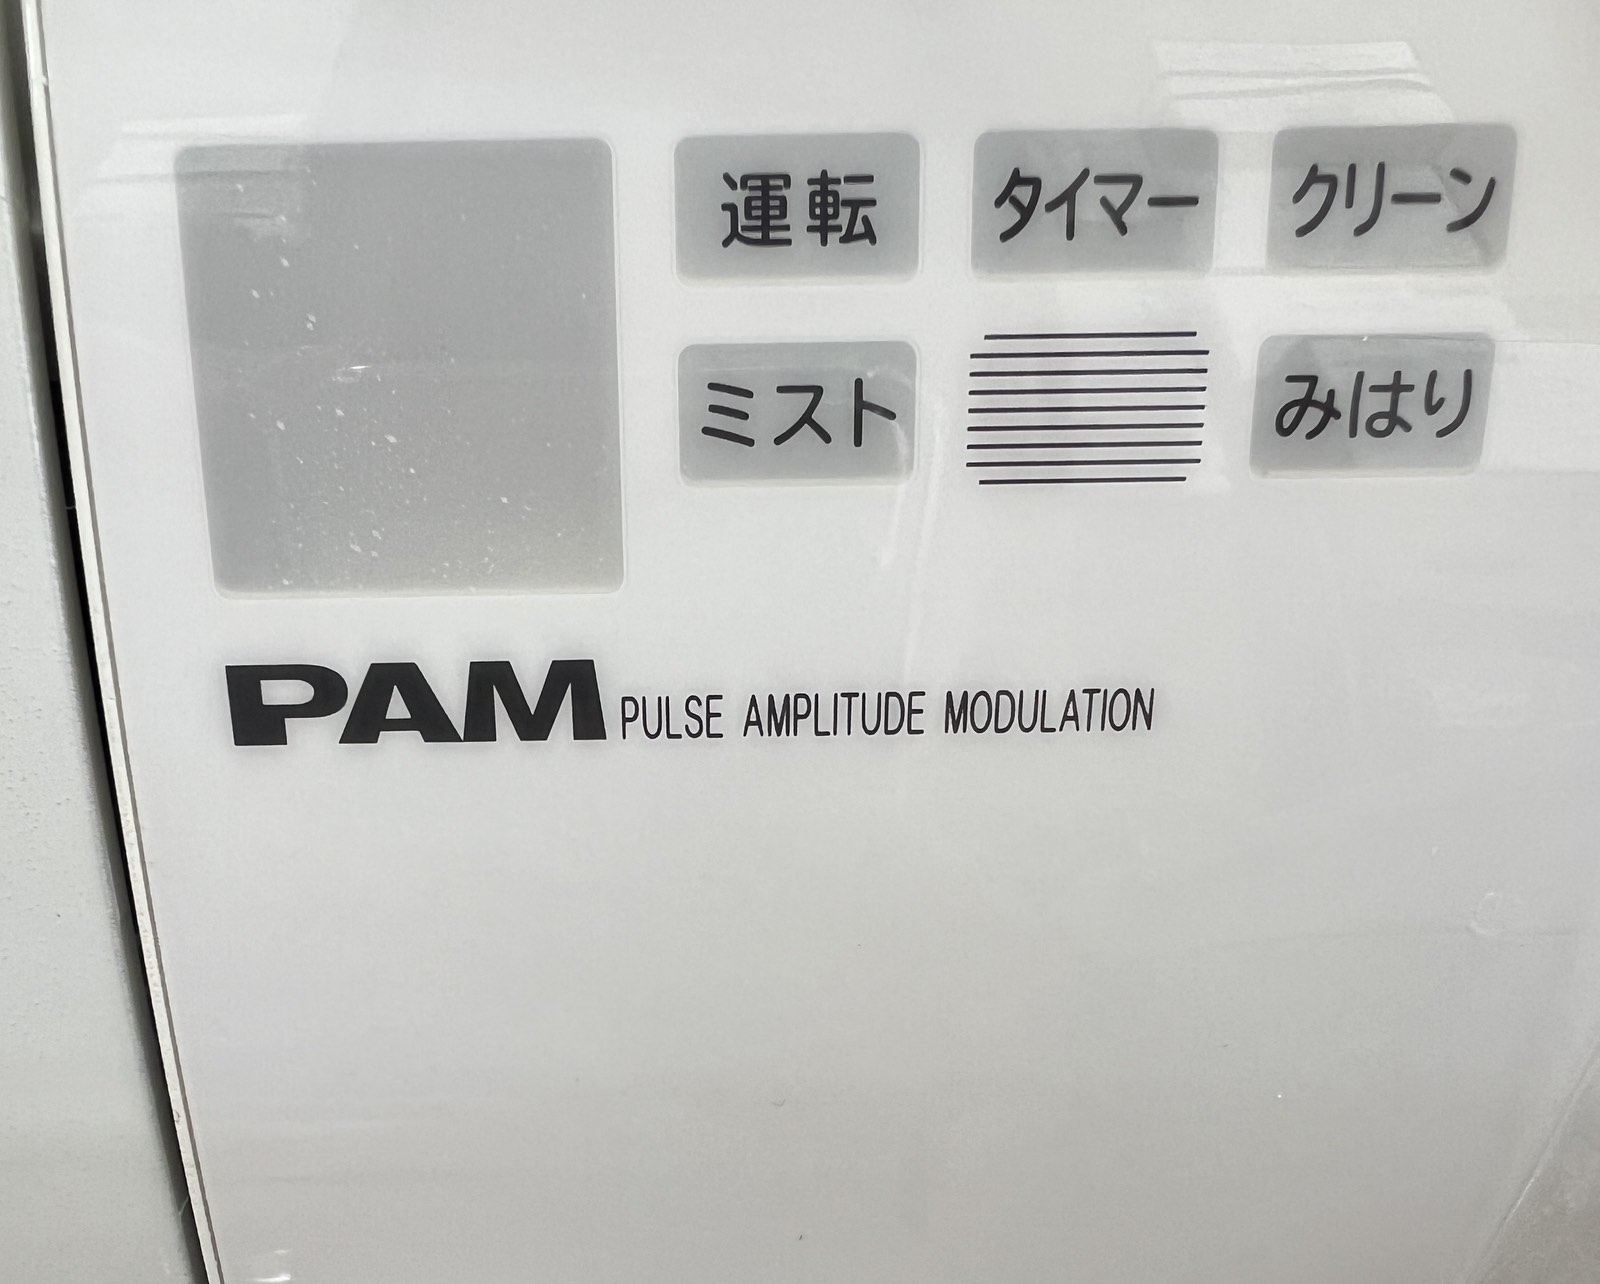 運転 タイマー クリーン
ミスト みはり
PAM PULSE AMPLITUDE MODULATION